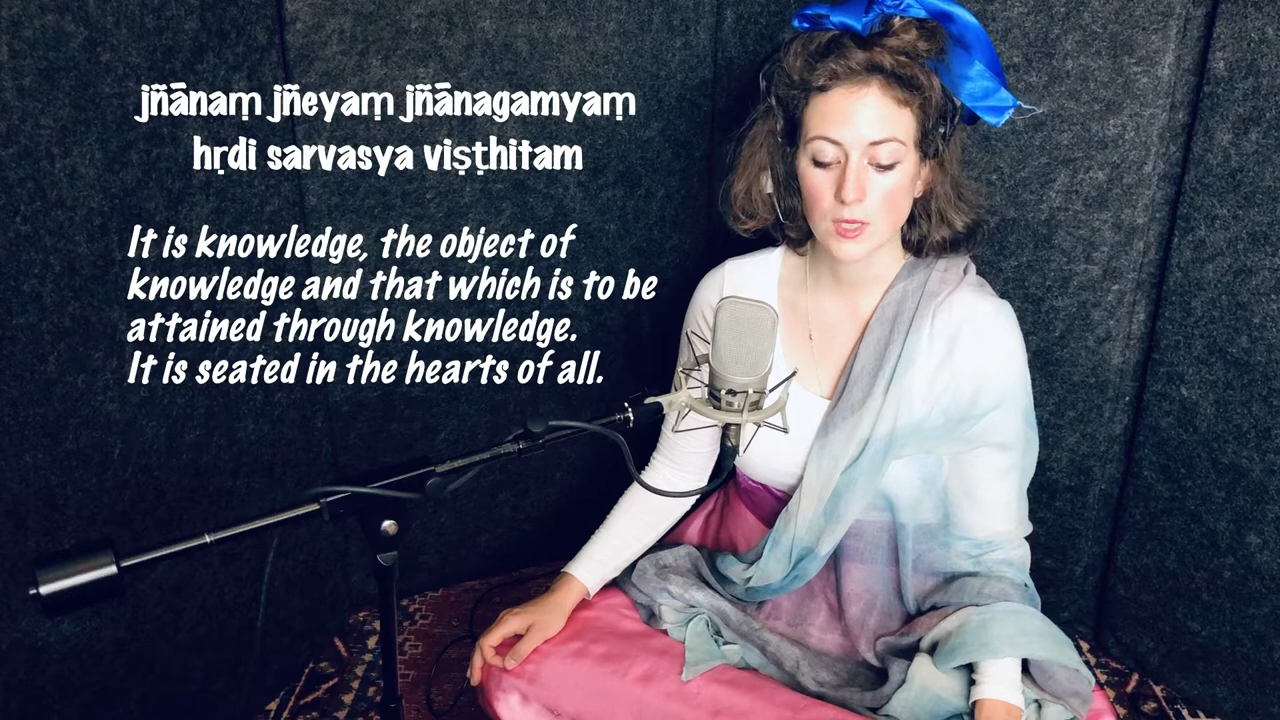 jñānaṃ jñeyaṃ jñānagamyaṃ
hṛdi sarvasya viṣṭhitam
It is knowledge, the object of
knowledge and that which is to be
attained through knowledge.
It is seated in the hearts of all.